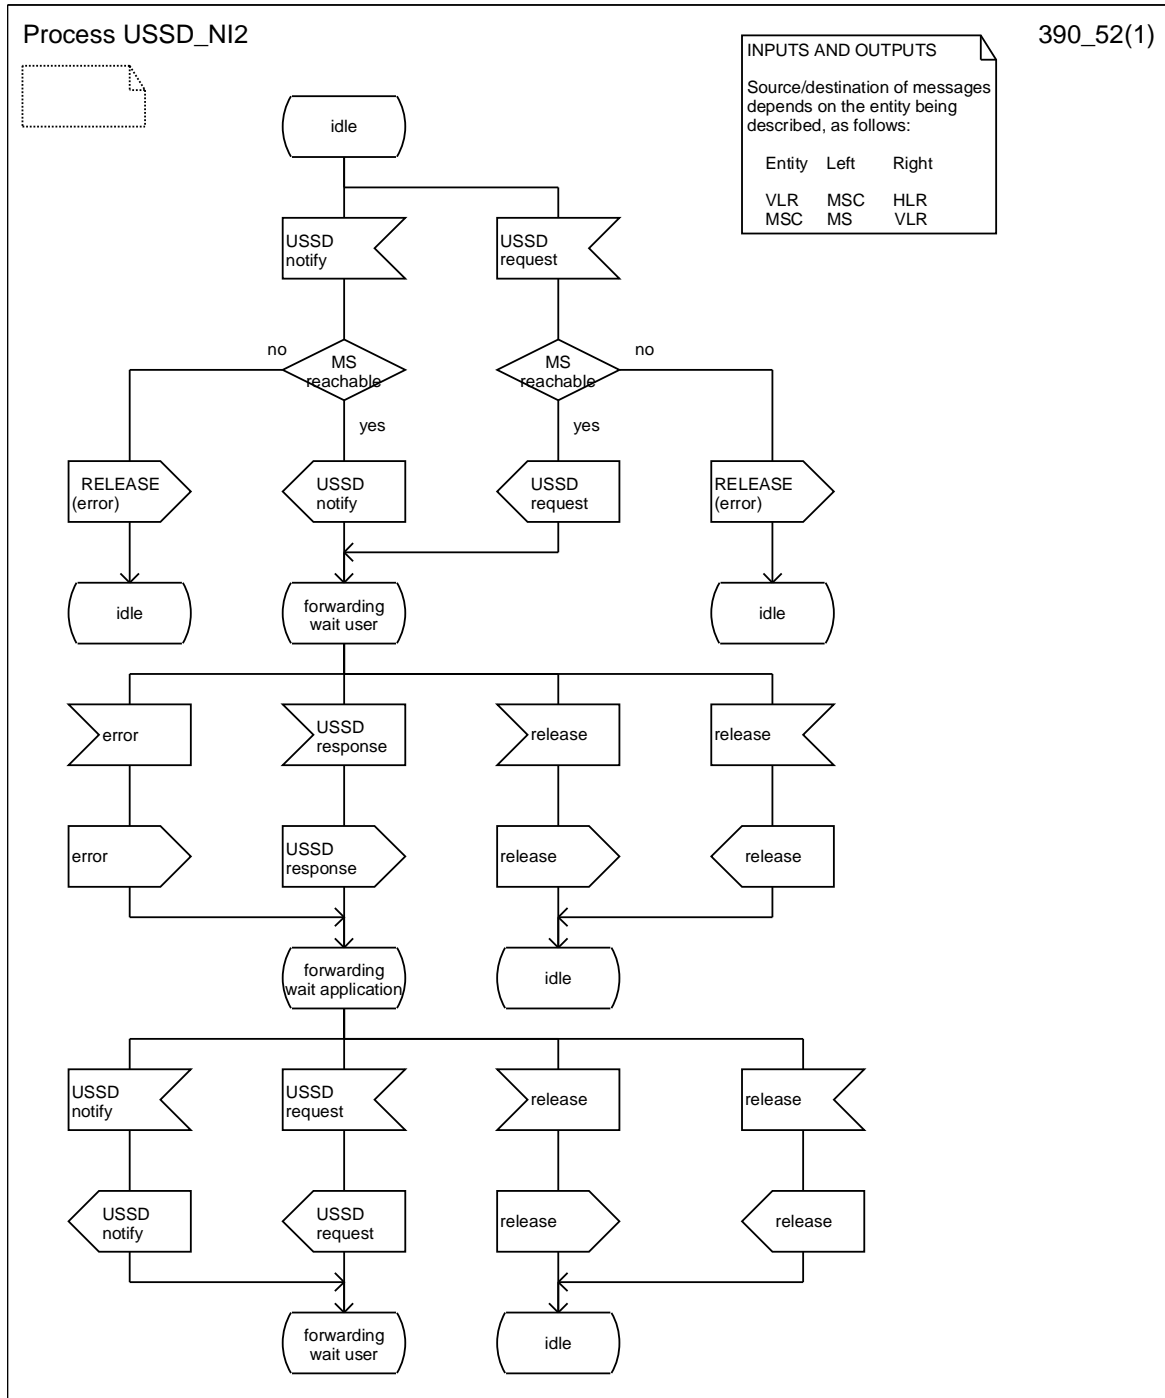 Process USSD_NI2
390_52(1)
INPUTS AND OUTPUTS
Source/destination of messages
depends on the entity being
described, as follows:
Entity Left Right
VLR MSC HLR
MSC MS VLR
idle
USSD
notify
USSD
request
no
MS
reachable
yes
MS
reachable
no
yes
RELEASE
(error)
USSD
notify
USSD
request
RELEASE
(error)
idle
forwarding
wait user
idle
error
USSD
response
release
release
error
USSD
response
release
release
forwarding
wait application
idle
USSD
notify
USSD
request
release
release
USSD
notify
USSD
request
release
release
forwarding
wait user
idle